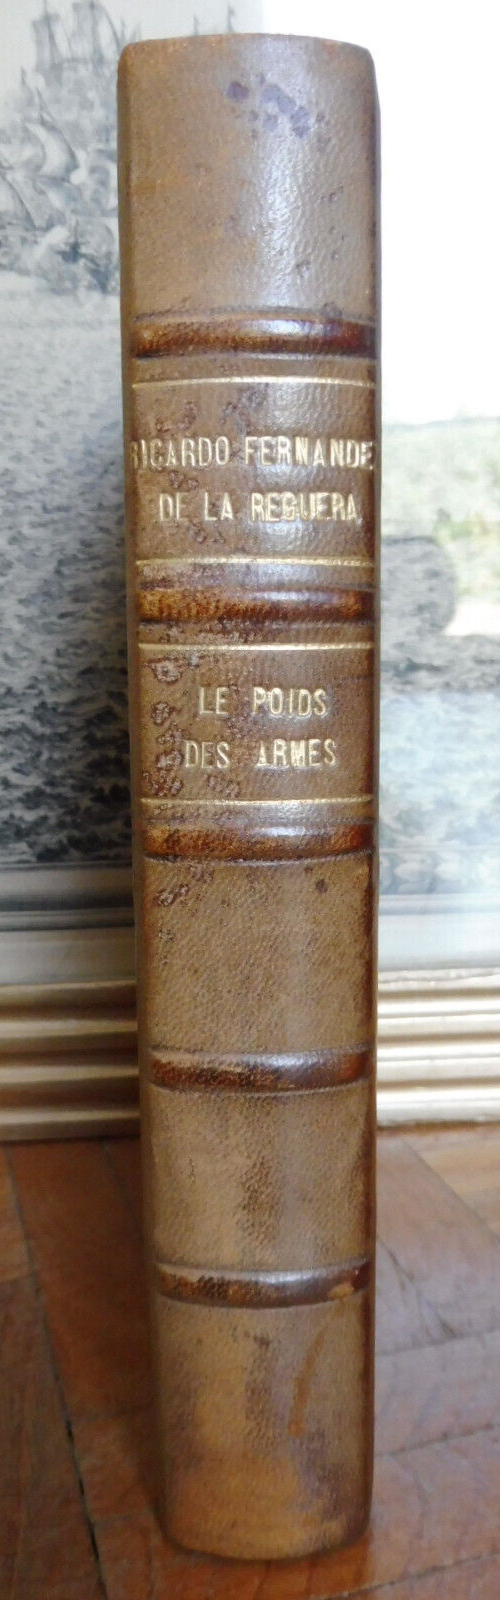 RICARDO FERNANDE
DE LA REGUERA
LE POIDS
DES ARMES